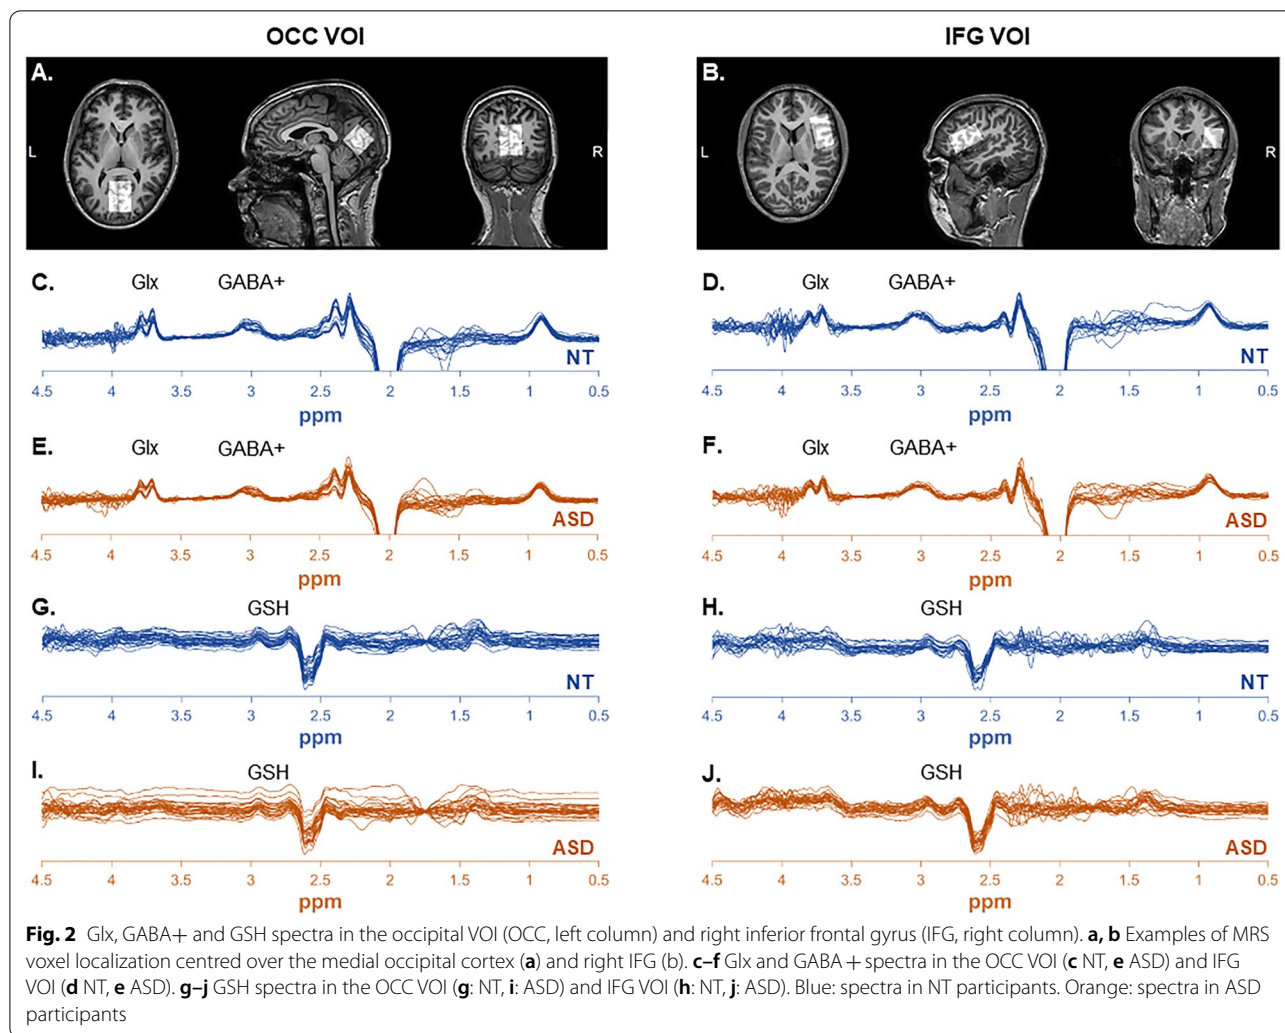 OCC VOI
IFG VOI
A.
L
R
B.
L
R
C.
Glx GABA+
NT
4.5 4 3.5 3 2.5 2 1.5 1 0.5
ppm
D.
Glx GABA+
NT
4.5 4 3.5 3 2.5 2 1.5 1 0.5
ppm
E.
Glx GABA+
ASD
4.5 4 3.5 3 2.5 2 1.5 1 0.5
ppm
F.
Glx GABA+
ASD
4.5 4 3.5 3 2.5 2 1.5 1 0.5
ppm
G.
GSH
NT
4.5 4 3.5 3 2.5 2 1.5 1 0.5
ppm
H.
GSH
NT
4.5 4 3.5 3 2.5 2 1.5 1 0.5
ppm
I.
GSH
ASD
4.5 4 3.5 3 2.5 2 1.5 1 0.5
ppm
J.
GSH
ASD
4.5 4 3.5 3 2.5 2 1.5 1 0.5
ppm
Fig. 2 Glx, GABA+ and GSH spectra in the occipital VOI (OCC, left column) and right inferior frontal gyrus (IFG, right column). a, b Examples of MRS
voxel localization centred over the medial occipital cortex (a) and right IFG (b). c–f Glx and GABA+ spectra in the OCC VOI (c NT, e ASD) and IFG
VOI (d NT, e ASD). g–j GSH spectra in the OCC VOI (g: NT, i: ASD) and IFG VOI (h: NT, j: ASD). Blue: spectra in NT participants. Orange: spectra in ASD
participants